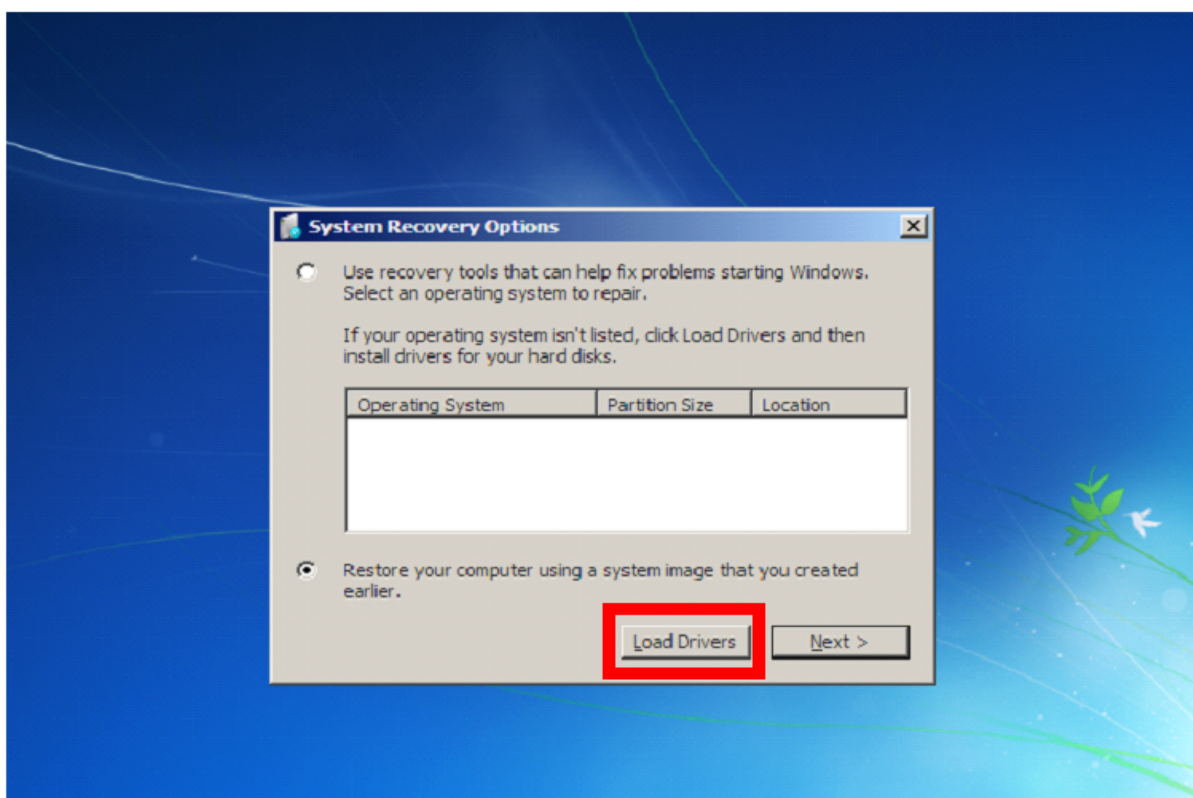 System Recovery Options
Use recovery tools that can help fix problems starting Windows.
Select an operating system to repair.
If your operating system isn't listed, click Load Drivers and then
install drivers for your hard disks.
Operating System Partition Size Location
Restore your computer using a system image that you created
earlier.
Load Drivers Next >